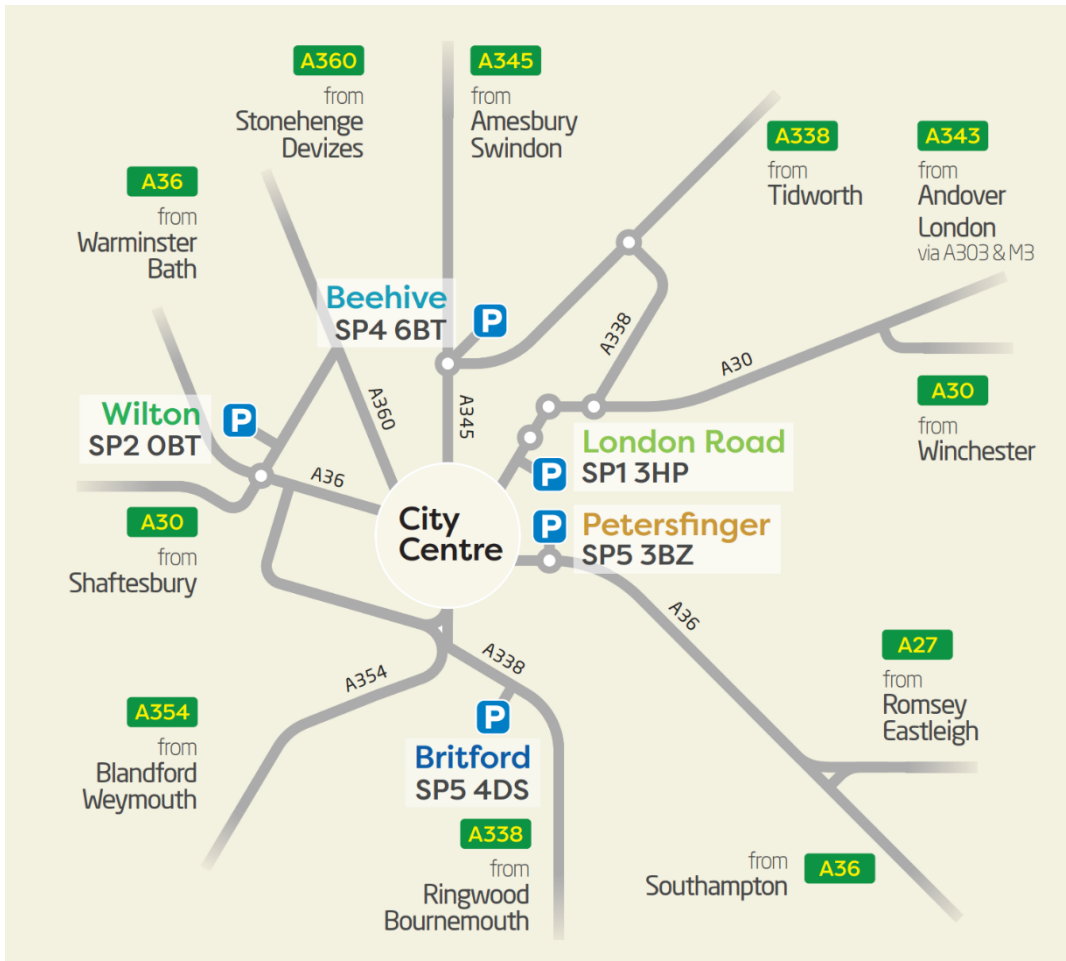 A360
from
Stonehenge
Devizes
A345
from
Amesbury
Swindon
A338
from
Tidworth
A343
from
Andover
London
via A303 & M3
A36
from
Warminster
Bath
Beehive
SP4 6BT
P
A338
A30
A360
A345
A30
from
Winchester
Wilton
SP2 0BT
P
A36
London Road
SP1 3HP
P
City
Centre
Petersfinger
SP5 3BZ
P
A30
from
Shaftesbury
A36
A27
from
Romsey
Eastleigh
A354
A338
A354
from
Blandford
Weymouth
P
Britford
SP5 4DS
A338
from
Ringwood
Bournemouth
from
Southampton
A36